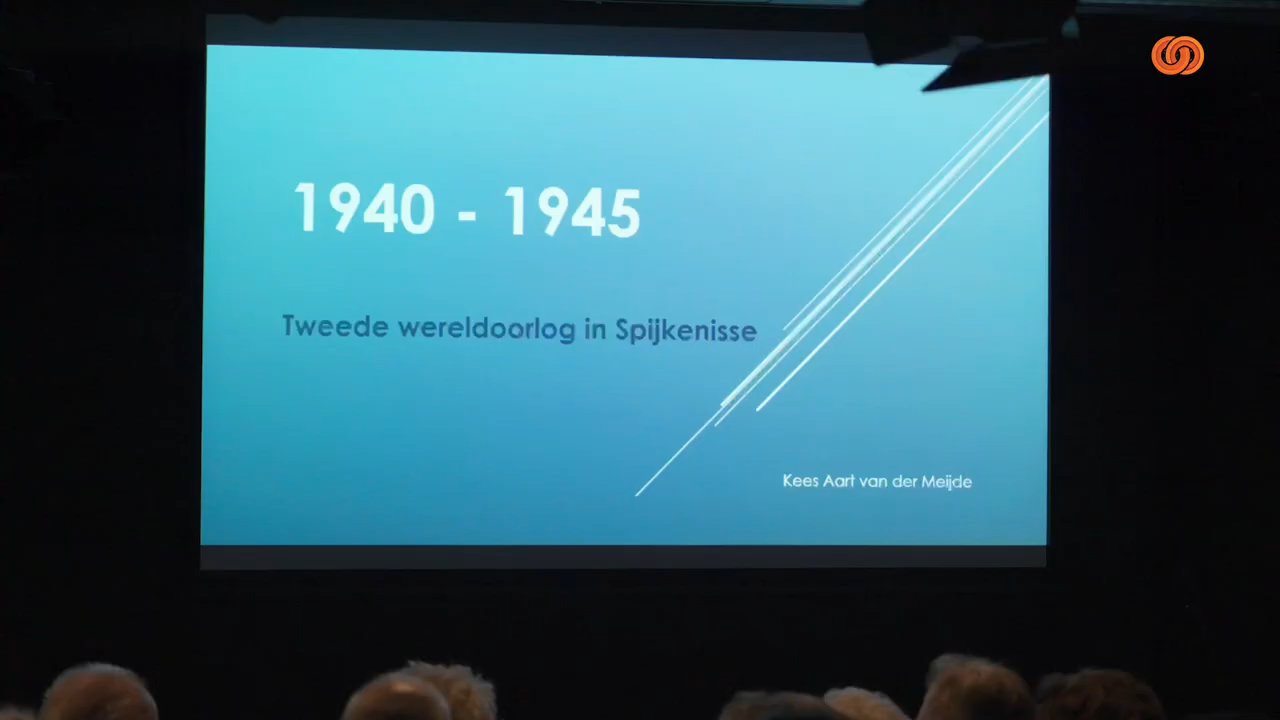 1940 - 1945
Tweede wereldoorlog in Spijkenisse
Kees Aart van der Meijde